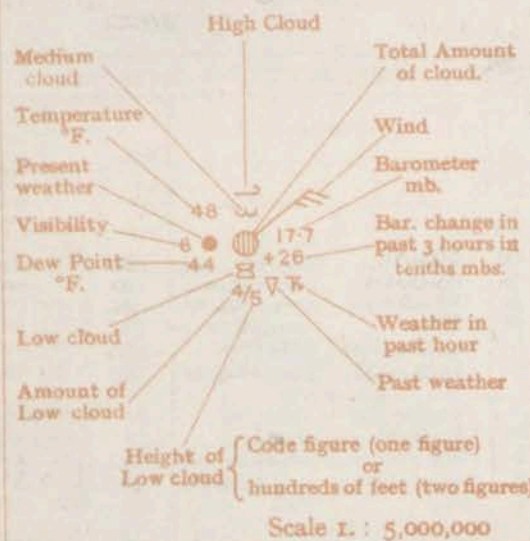 High Cloud
Medium
cloud
Total Amount
of cloud.
Temperature
°F.
Wind
Present
weather
Barometer
mb.
48
Visibility
6
17.7
Bar. change in
past 3 hours in
tenths mbs.
Dew Point
°F.
44
+26
4/5
Low cloud
Weather in
past hour
Amount of
Low cloud
Past weather
Height of
Low cloud
Code figure (one figure)
or
hundreds of feet (two figures)
Scale 1. : 5,000,000